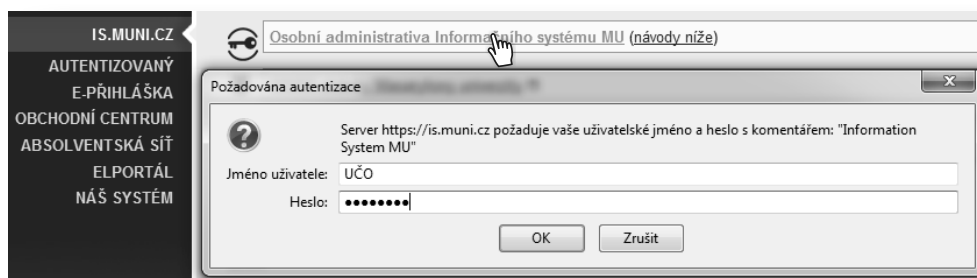 IS.MUNI.CZ
AUTENTIZOVANÝ
E-PŘIHLÁŠKA
OBCHODNÍ CENTRUM
ABSOLVENTSKÁ SÍŤ
ELPORTÁL
NÁŠ SYSTÉM
Osobní administrativa Informačního systému MU (návody níže)
Požadována autentizace
Server https://is.muni.cz požaduje vaše uživatelské jméno a heslo s komentářem: "Information
System MU"
Jméno uživatele: UČO
Heslo: ●●●●●●●●
OK Zrušit